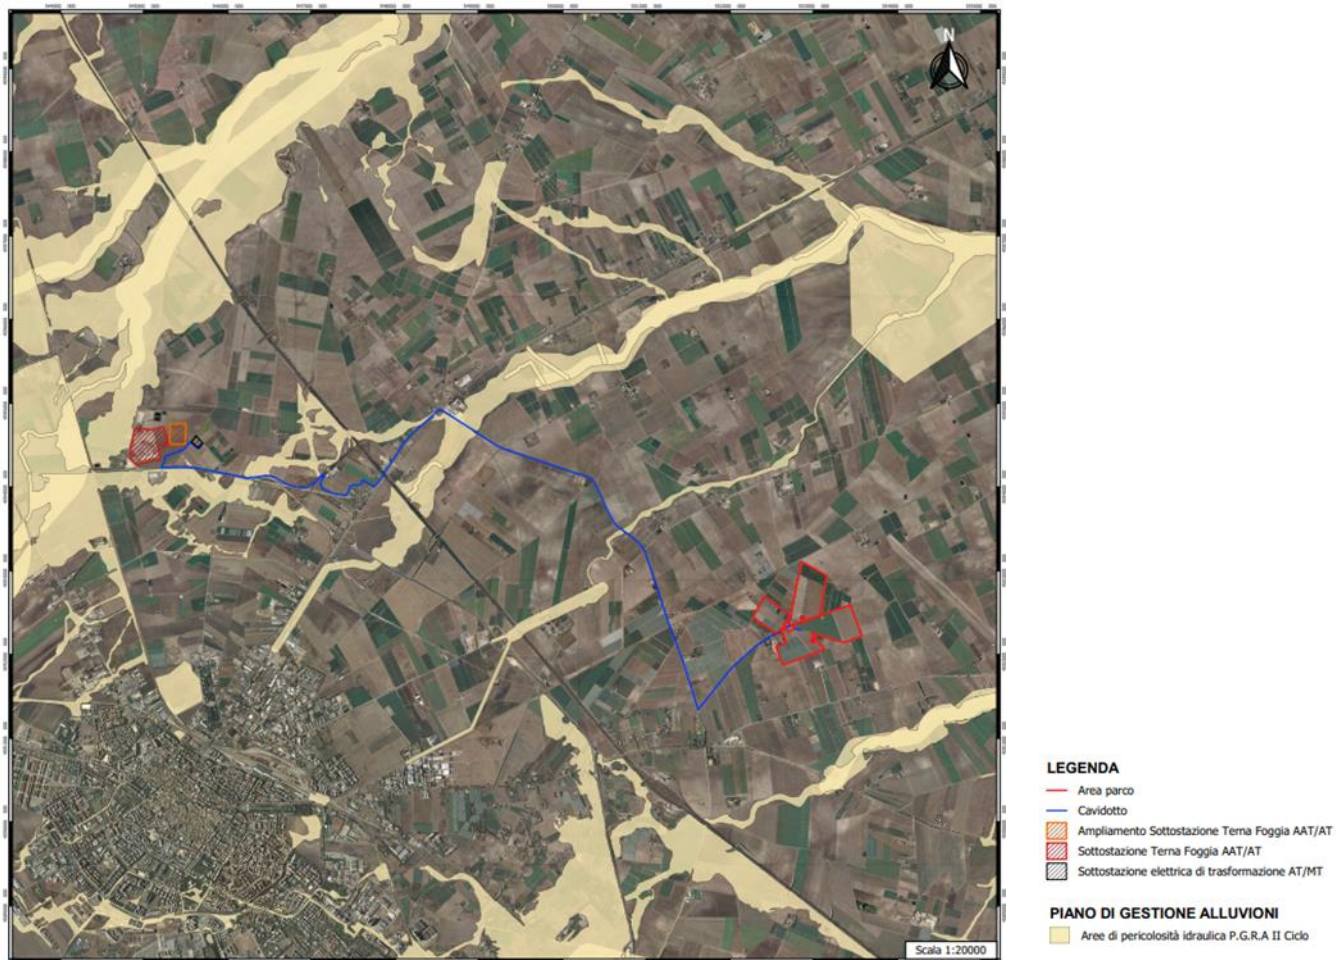 N
Scala 1:20000
LEGENDA
Area parco
Cavidotto
Ampliamento Sottostazione Terna Foggia AAT/AT
Sottostazione Terna Foggia AAT/AT
Sottostazione elettrica di trasformazione AT/MT
PIANO DI GESTIONE ALLUVIONI
Aree di pericolosità idraulica P.G.R.A II Ciclo